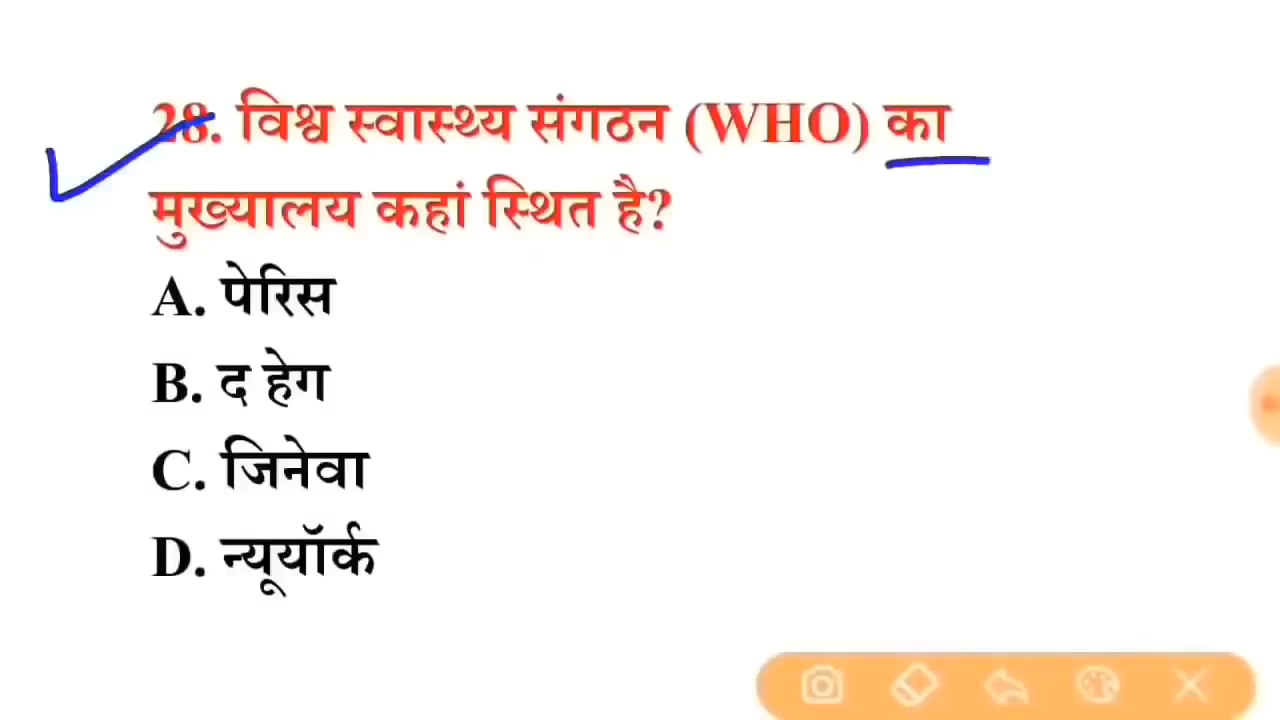 28. विश्व स्वास्थ्य संगठन (WHO) का
मुख्यालय कहां स्थित है?
A. पेरिस
B. द हेग
C. जिनेवा
D. न्यूयॉर्क